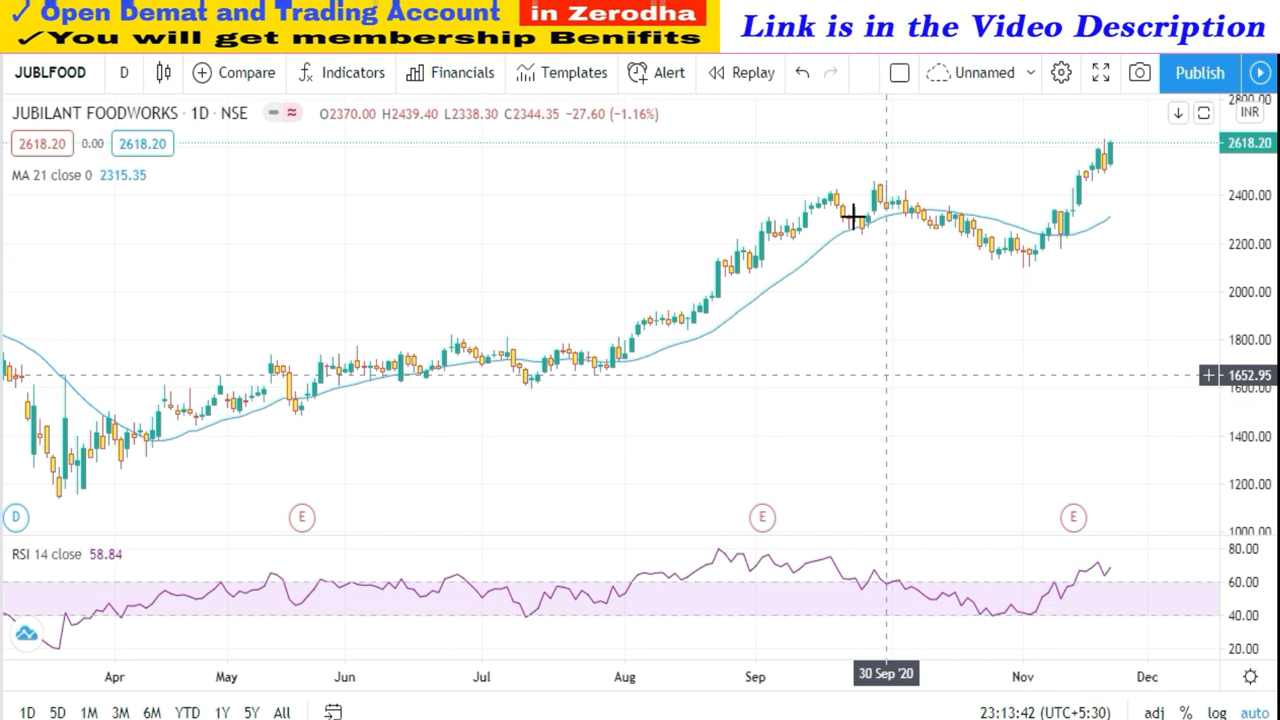 ✓ Open Demat and Trading Account in Zerodha
✓You will get membership Benifits
Link is in the Video Description
JUBLFOOD D Compare Indicators Financials Templates Alert Replay Unnamed Publish
JUBILANT FOODWORKS · 1D · NSE O2370.00 H2439.40 L2338.30 C2344.35 −27.60 (−1.16%)
2618.20 0.00 2618.20
MA 21 close 0 2315.35
2800.00
INR
2618.20
2400.00
2200.00
2000.00
1800.00
1652.95
1600.00
1400.00
1200.00
1000.00
D E E E
RSI 14 close 58.84
80.00
60.00
40.00
20.00
Apr May Jun Jul Aug Sep 30 Sep '20 Nov Dec
1D 5D 1M 3M 6M YTD 1Y 5Y All 23:13:42 (UTC+5:30) adj % log auto